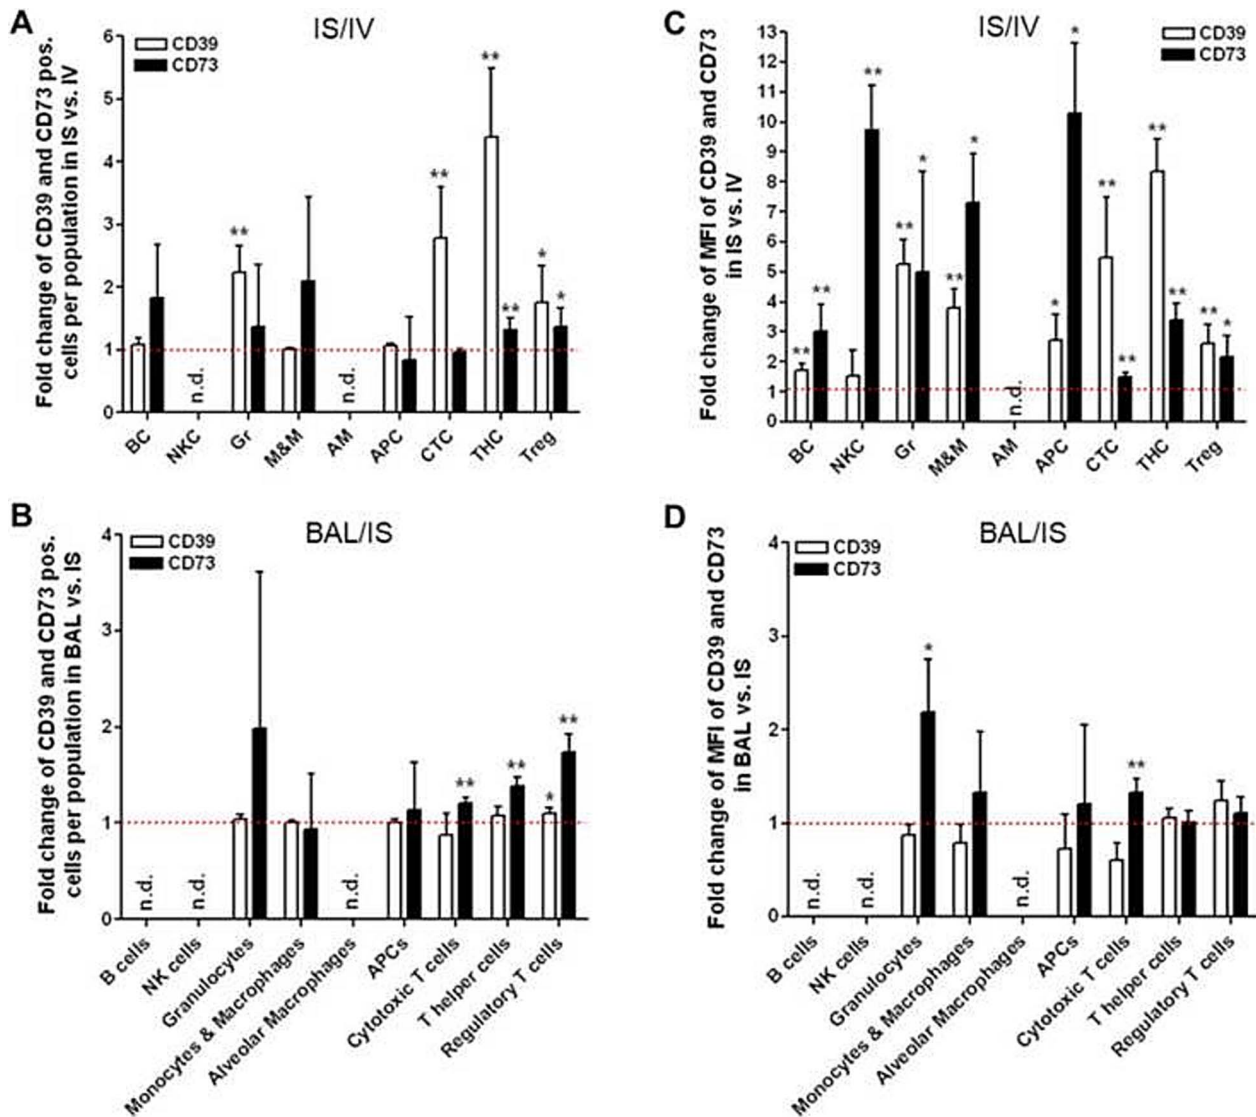 A
IS/IV
CD39
CD73
Fold change of CD39 and CD73 pos.
cells per population in IS vs. IV
6
5
4
3
2
1
0
**
**
**
**
*
*
n.d.
n.d.
BC
NKC
Gr
M&M
AM
APC
CTC
THC
Treg
C
IS/IV
CD39
CD73
Fold change of MFI of CD39 and CD73
in IS vs. IV
13
12
11
10
9
8
7
6
5
4
3
2
1
0
**
**
**
**
*
**
*
*
*
**
**
**
**
**
*
n.d.
BC
NKC
Gr
M&M
AM
APC
CTC
THC
Treg
B
BAL/IS
CD39
CD73
Fold change of CD39 and CD73 pos.
cells per population in BAL vs. IS
4
3
2
1
0
**
**
*
**
n.d.
n.d.
n.d.
B cells
NK cells
Granulocytes
Monocytes & Macrophages
Alveolar Macrophages
APCs
Cytotoxic T cells
T helper cells
Regulatory T cells
D
BAL/IS
CD39
CD73
Fold change of MFI of CD39 and CD73
in BAL vs. IS
4
3
2
1
0
*
**
n.d.
n.d.
n.d.
B cells
NK cells
Granulocytes
Monocytes & Macrophages
Alveolar Macrophages
APCs
Cytotoxic T cells
T helper cells
Regulatory T cells